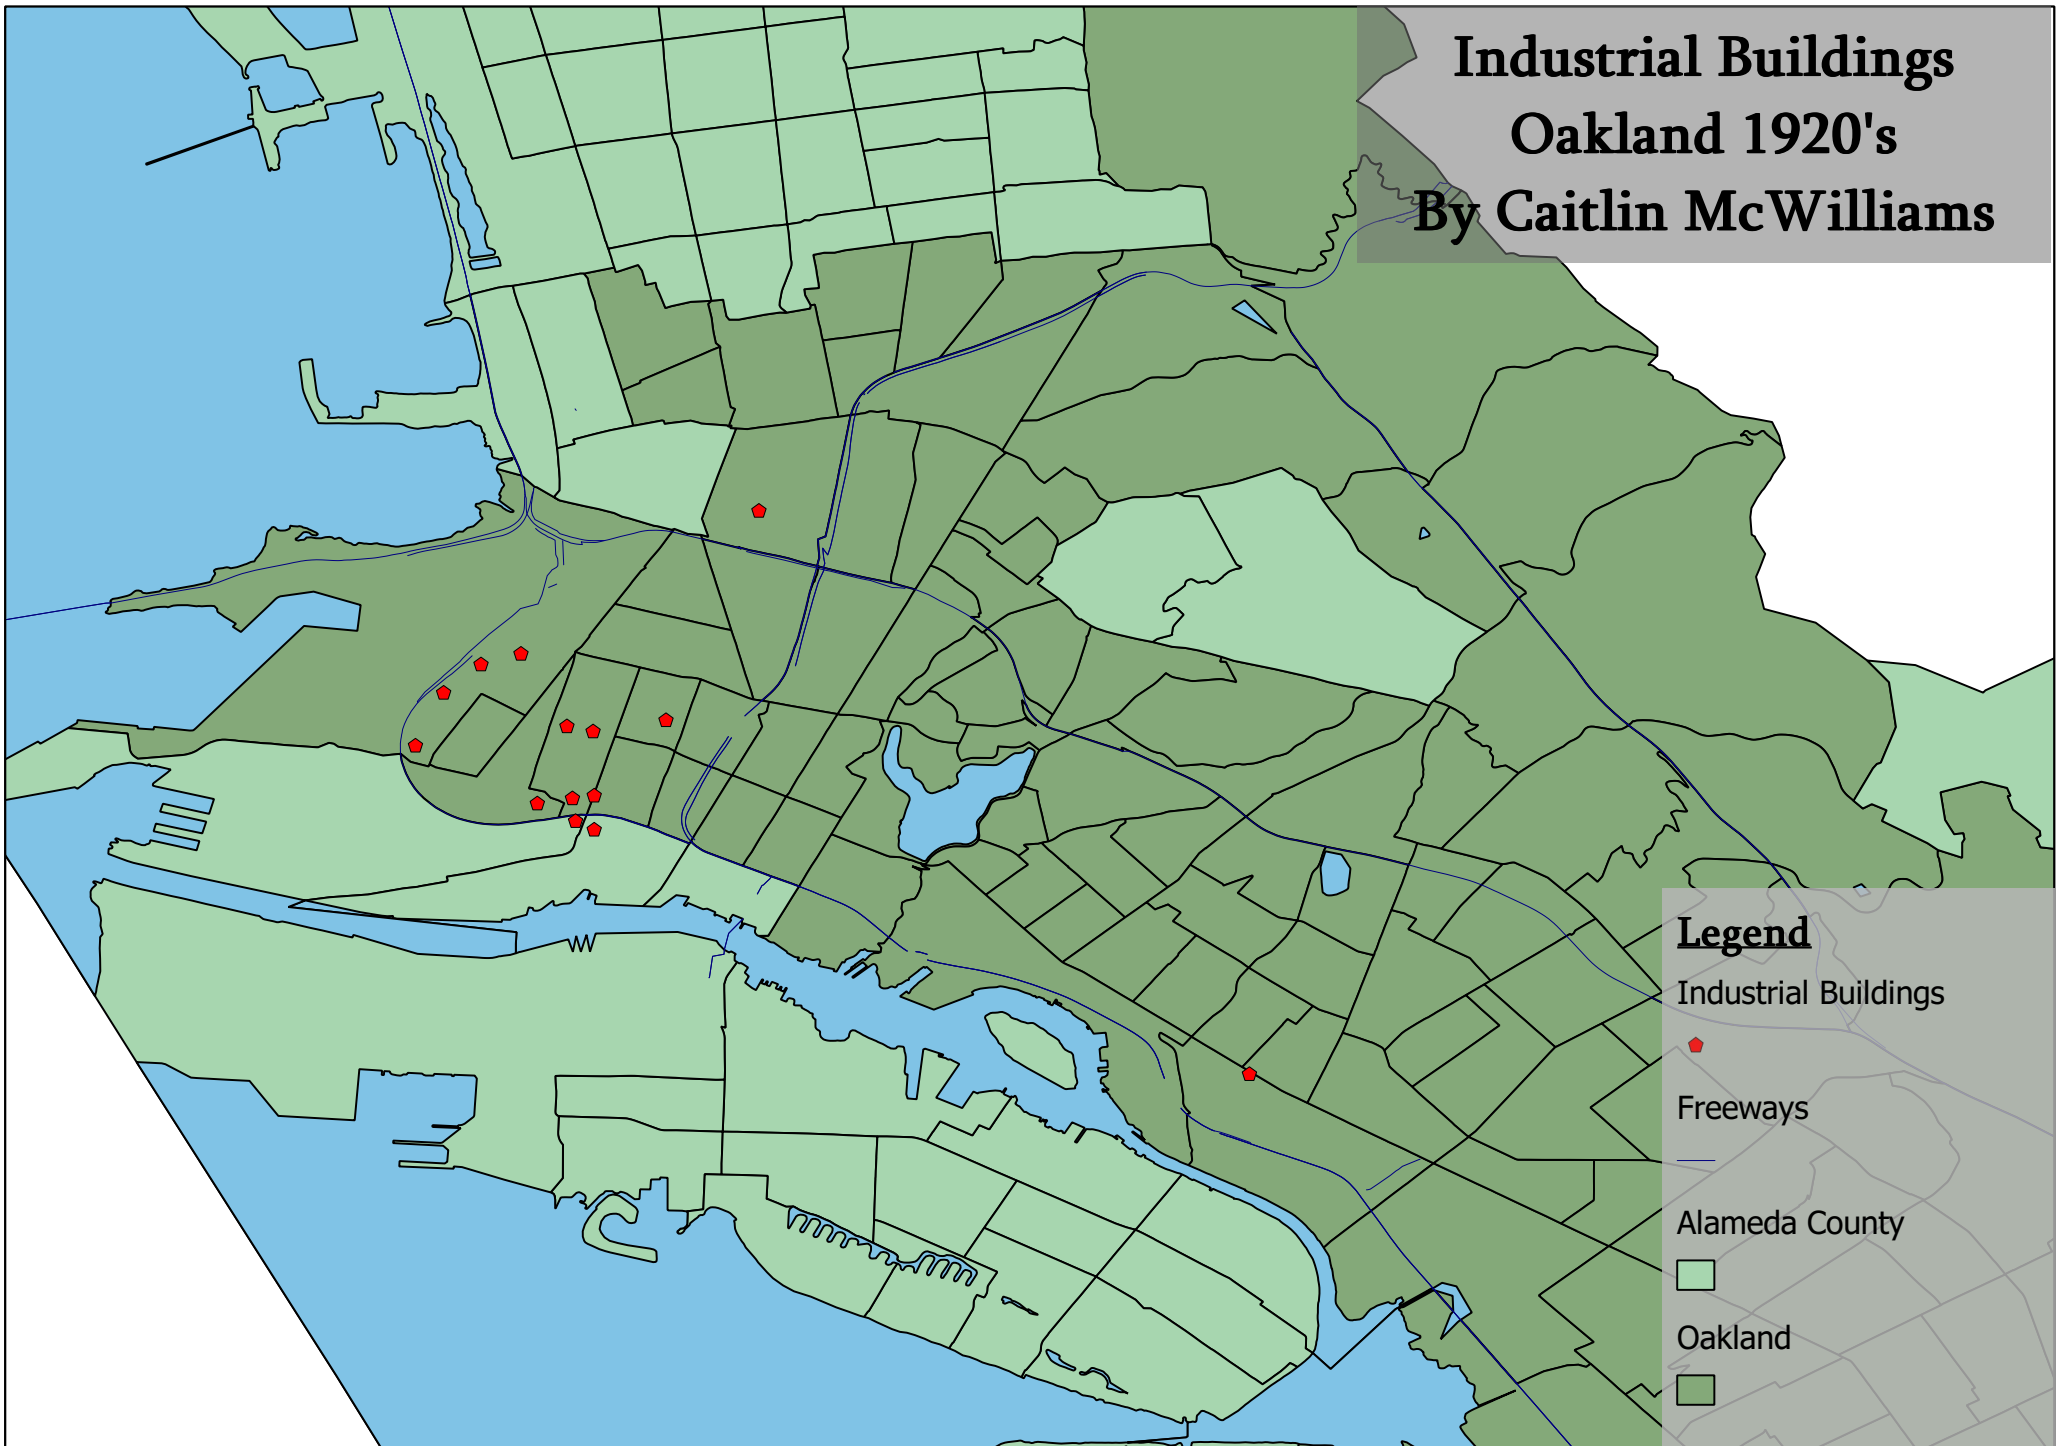 Industrial Buildings
Oakland 1920's
By Caitlin McWilliams
Legend
Industrial Buildings
Freeways
Alameda County
Oakland